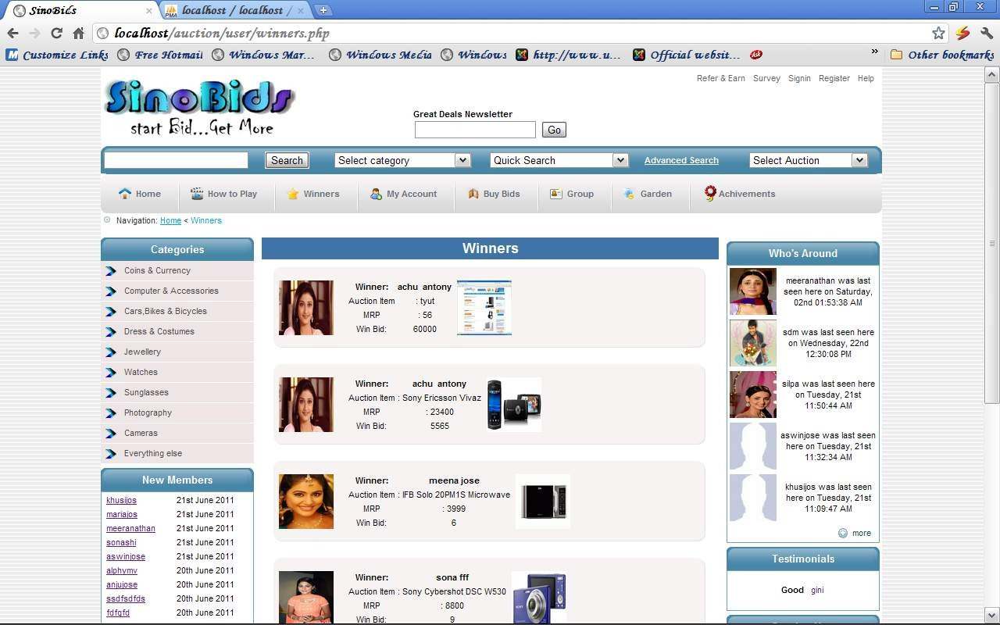 SinoBids
localhost / localhost /
localhost/auction/user/winners.php
Customize Links Free Hotmail Windows Mar... Windows Media Windows http://www.u... Official websit... Ask » Other bookmarks
Refer & Earn Survey Signin Register Help
SinoBids
start Bid...Get More
Great Deals Newsletter
Go
Search Select category Quick Search Advanced Search Select Auction
Home How to Play Winners My Account Buy Bids Group Garden Achivements
Navigation: Home < Winners
Categories
Coins & Currency
Computer & Accessories
Cars,Bikes & Bicycles
Dress & Costumes
Jewellery
Watches
Sunglasses
Photography
Cameras
Everything else
New Members
khusijos 21st June 2011
mariajos 21st June 2011
meeranathan 21st June 2011
sonashi 21st June 2011
aswinjose 21st June 2011
alphymv 20th June 2011
anjujose 20th June 2011
ssdfsdfds 20th June 2011
fdfgfd 20th June 2011
Winners
Winner: achu antony
Auction Item : tyut
MRP : 56
Win Bid: 60000
Winner: achu antony
Auction Item : Sony Ericsson Vivaz
MRP : 23400
Win Bid: 5565
Winner: meena jose
Auction Item : IFB Solo 20PM1S Microwave
MRP : 3999
Win Bid: 6
Winner: sona fff
Auction Item : Sony Cybershot DSC W530
MRP : 8800
Win Bid: 9
Who's Around
meeranathan was last
seen here on Saturday,
02nd 01:53:38 AM
sdm was last seen here
on Wednesday, 22nd
12:30:08 PM
silpa was last seen here
on Tuesday, 21st
11:50:44 AM
aswinjose was last seen
here on Tuesday, 21st
11:32:34 AM
khusijos was last seen
here on Tuesday, 21st
11:09:47 AM
more
Testimonials
Good gini